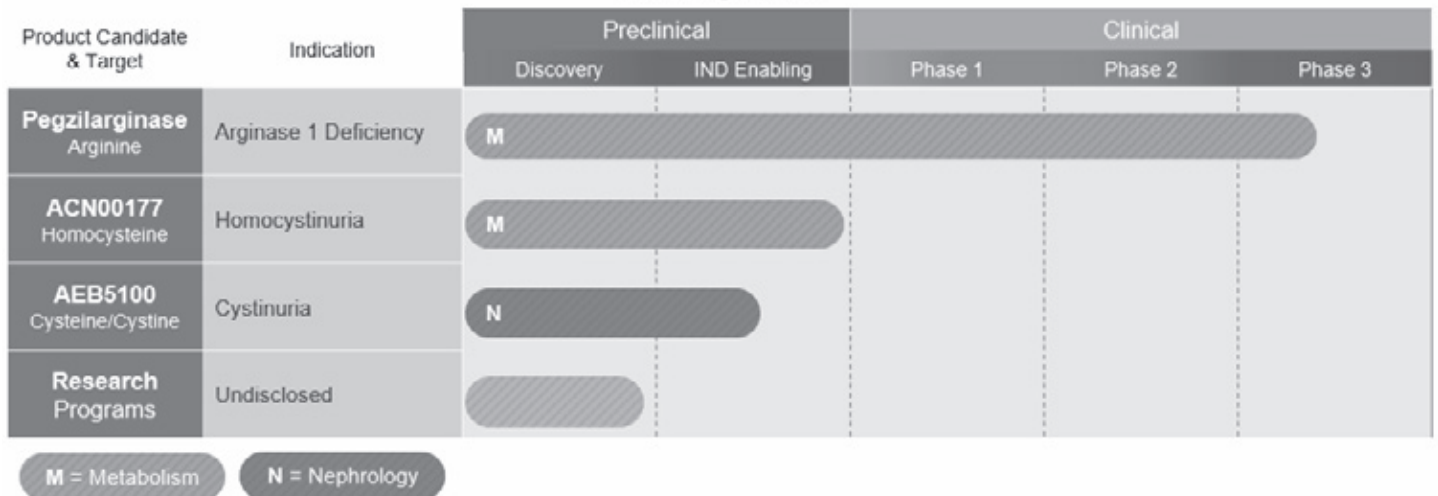 Product Candidate
& Target
Indication
Preclinical
Clinical
Discovery
IND Enabling
Phase 1
Phase 2
Phase 3
Pegzilarginase
Arginine
Arginase 1 Deficiency
M
ACN00177
Homocysteine
Homocystinuria
M
AEB5100
Cysteine/Cystine
Cystinuria
N
Research
Programs
Undisclosed
M = Metabolism
N = Nephrology